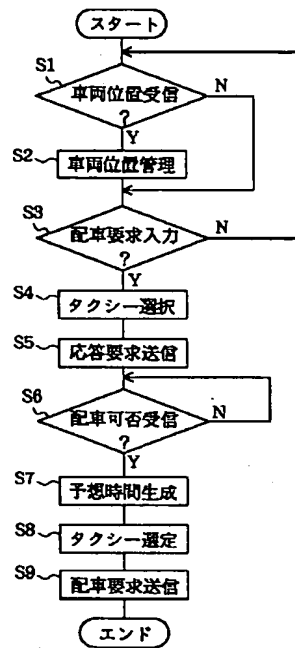 スタート
S1
車両位置受信
?
N
Y
S2
車両位置管理
S3
配車要求入力
?
N
Y
S4
タクシー選択
S5
応答要求送信
S6
配車可否受信
?
N
Y
S7
予想時間生成
S8
タクシー選定
S9
配車要求送信
エンド